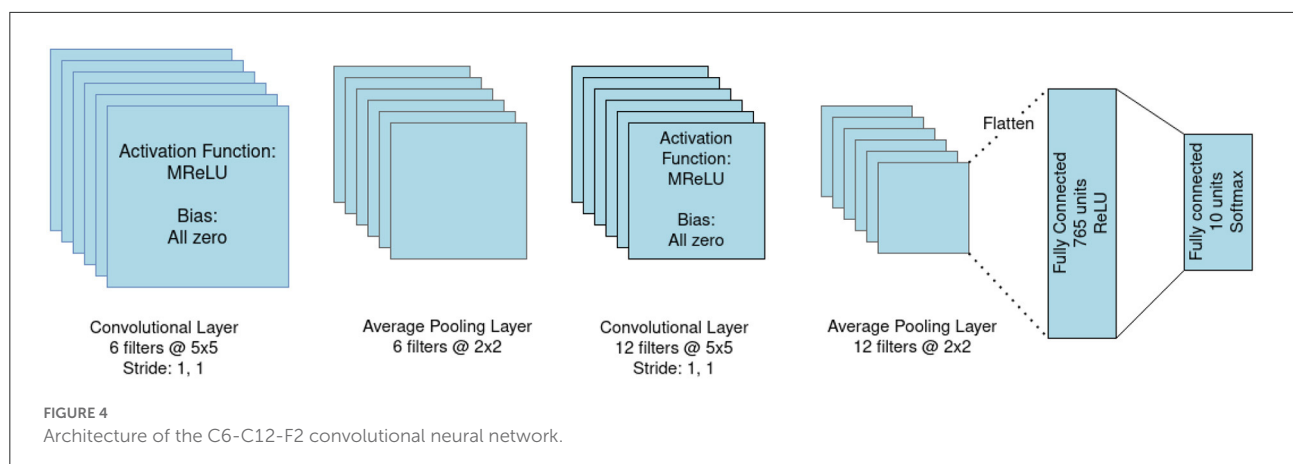 Activation Function:
MReLU
Bias:
All zero
Convolutional Layer
6 filters @ 5x5
Stride: 1, 1
Average Pooling Layer
6 filters @ 2x2
Activation
Function:
MReLU
Bias:
All zero
Convolutional Layer
12 filters @ 5x5
Stride: 1, 1
Average Pooling Layer
12 filters @ 2x2
Flatten
Fully Connected
765 units
ReLU
Fully connected
10 units
Softmax
FIGURE 4
Architecture of the C6-C12-F2 convolutional neural network.